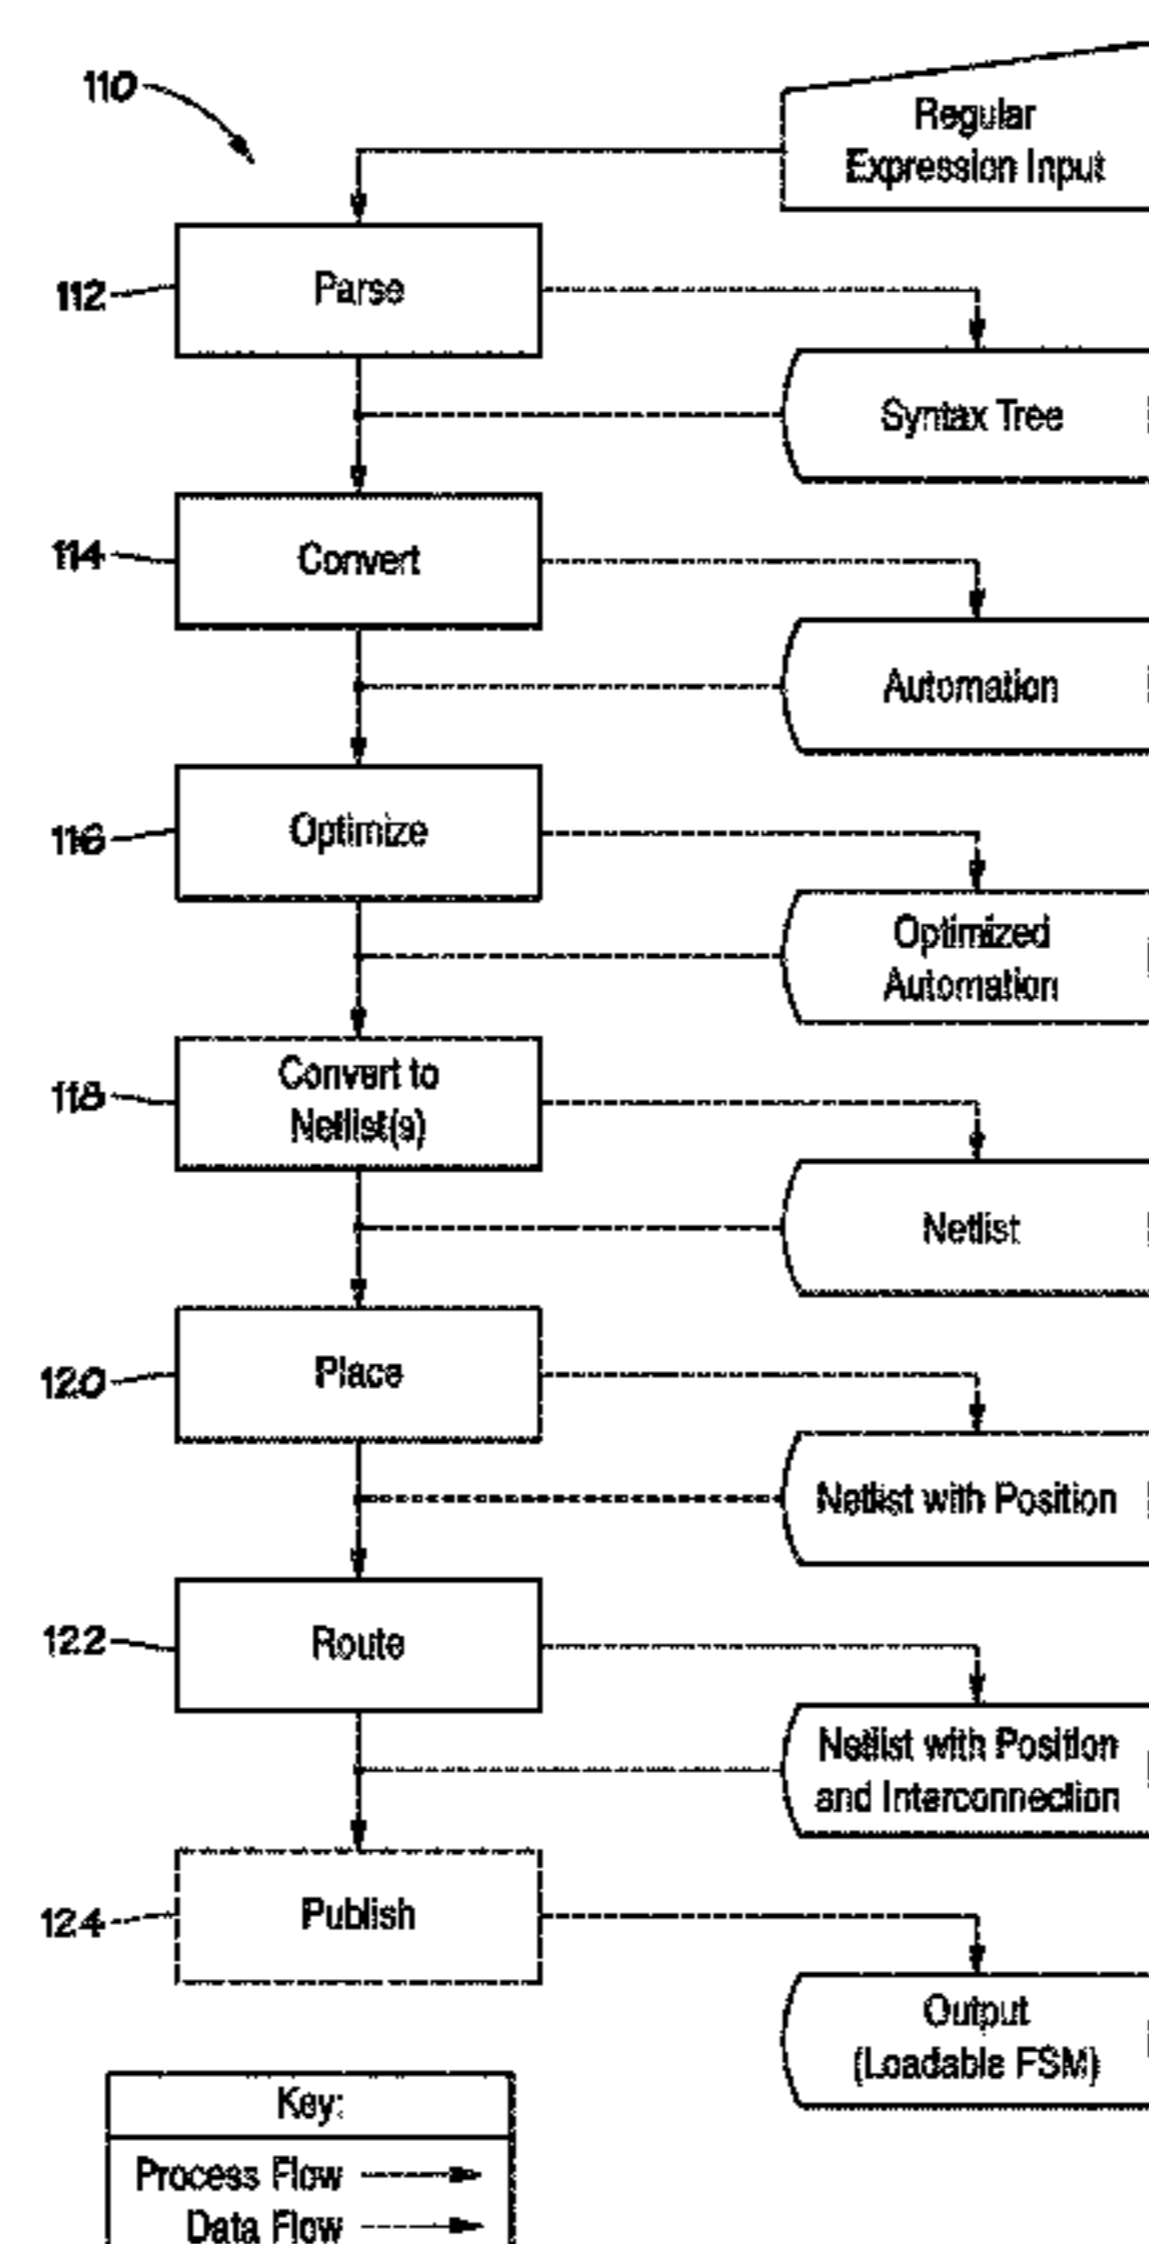 110
Regular
Expression Input
112
Parse
Syntax Tree
114
Convert
Automation
116
Optimize
Optimized
Automation
118
Convert to
Netlist(s)
Netlist
120
Place
Netlist with Position
122
Route
Netlist with Position
and Interconnection
124
Publish
Output
(Loadable FSM)
Key:
Process Flow
Data Flow